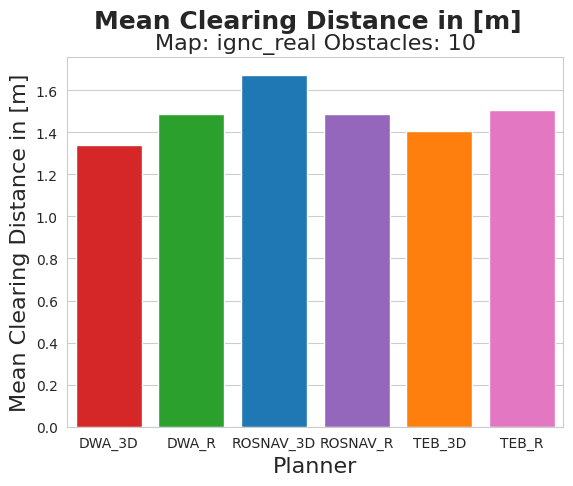 Mean Clearing Distance in [m]
Map: ignc_real Obstacles: 10
Mean Clearing Distance in [m]
1.6
1.4
1.2
1.0
0.8
0.6
0.4
0.2
0.0
DWA_3D DWA_R ROSNAV_3D ROSNAV_R TEB_3D TEB_R
Planner